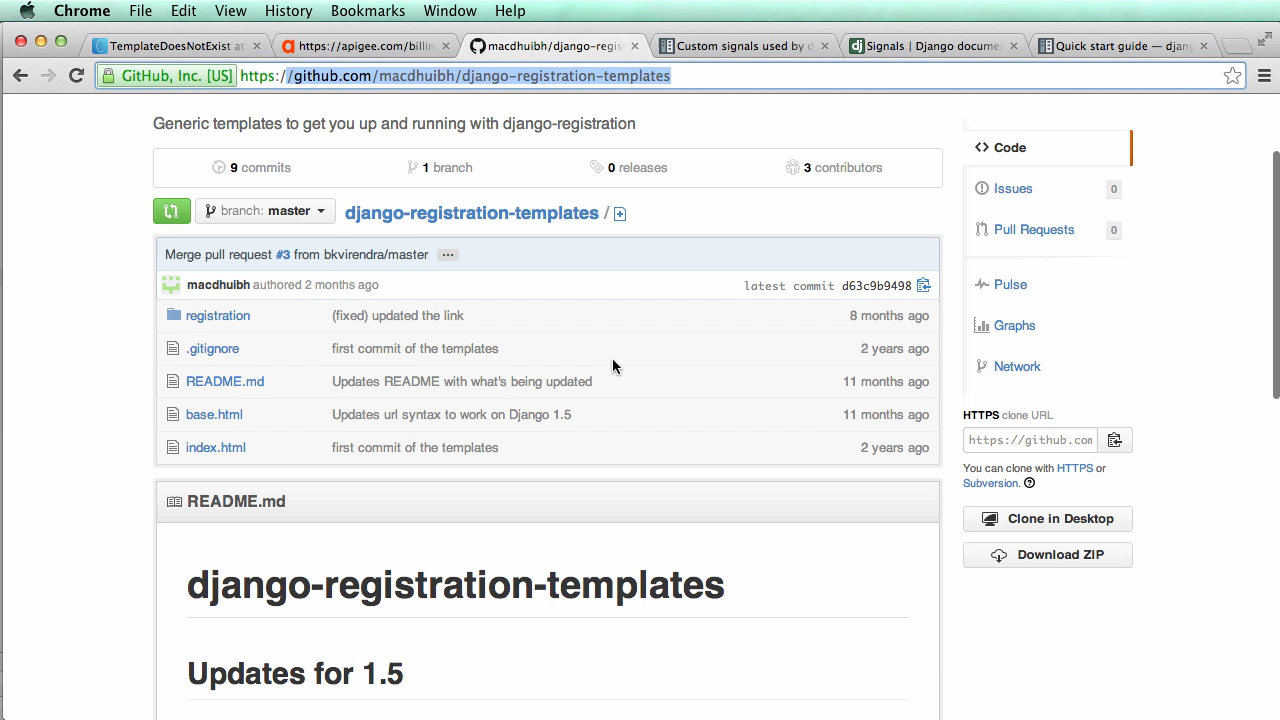 Chrome File Edit View History Bookmarks Window Help
TemplateDoesNotExist at
https://apigee.com/billin
macdhuibh/django-regis
Custom signals used by d
Signals | Django docume
Quick start guide — djan
GitHub, Inc. [US] https://github.com/macdhuibh/django-registration-templates
Generic templates to get you up and running with django-registration
9 commits
1 branch
0 releases
3 contributors
branch: master
django-registration-templates /
Merge pull request #3 from bkvirendra/master ...
macdhuibh authored 2 months ago
latest commit d63c9b9498
registration (fixed) updated the link 8 months ago
.gitignore first commit of the templates 2 years ago
README.md Updates README with what's being updated 11 months ago
base.html Updates url syntax to work on Django 1.5 11 months ago
index.html first commit of the templates 2 years ago
README.md
django-registration-templates
Updates for 1.5
Code
Issues 0
Pull Requests 0
Pulse
Graphs
Network
HTTPS clone URL
https://github.com
You can clone with HTTPS or
Subversion.
Clone in Desktop
Download ZIP